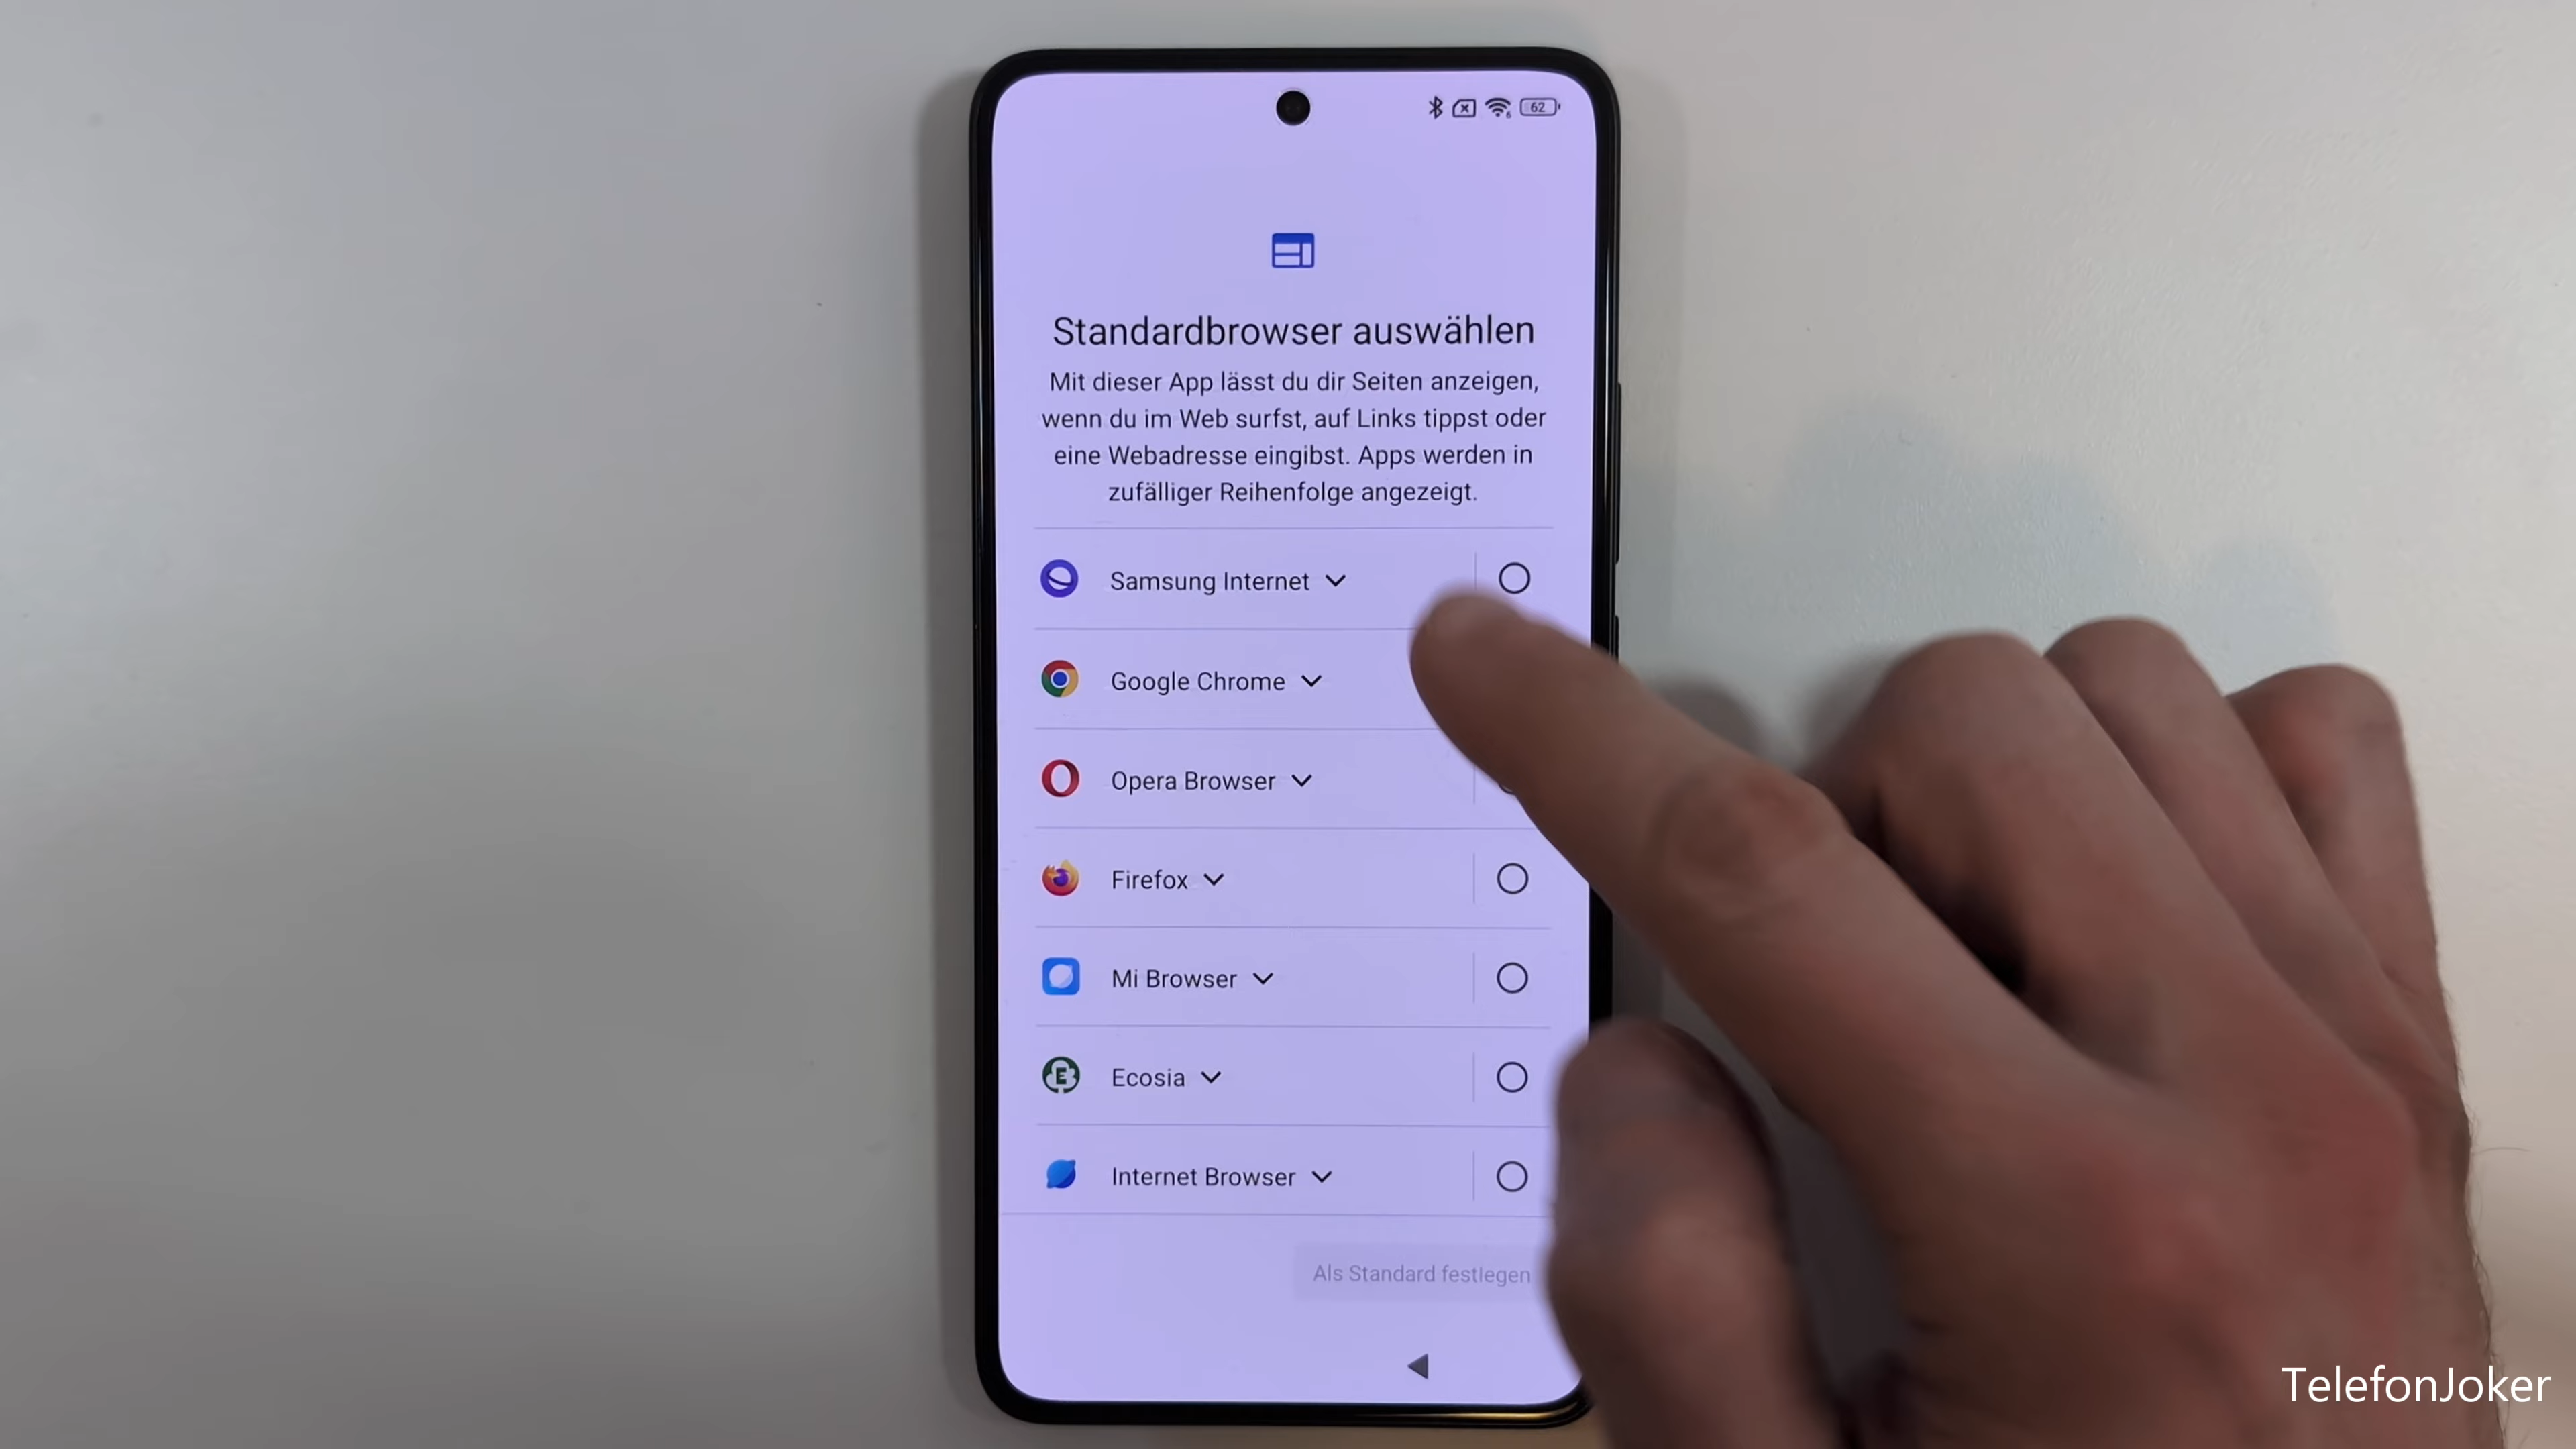 62
Standardbrowser auswählen
Mit dieser App lässt du dir Seiten anzeigen,
wenn du im Web surfst, auf Links tippst oder
eine Webadresse eingibst. Apps werden in
zufälliger Reihenfolge angezeigt.
Samsung Internet
Google Chrome
Opera Browser
Firefox
Mi Browser
Ecosia
Internet Browser
Als Standard festlegen
TelefonJoker